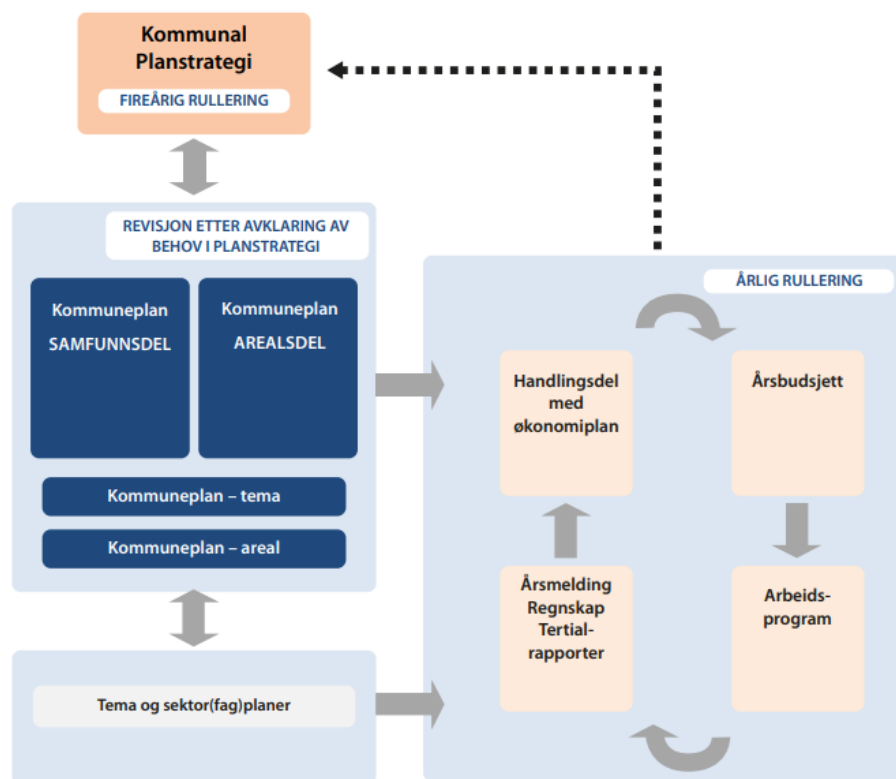 Kommunal
Planstrategi
FIREÅRIG RULLERING
REVISJON ETTER AVKLARING AV
BEHOV I PLANSTRATEGI
Kommuneplan
SAMFUNNSDEL
Kommuneplan
AREALSDEL
Kommuneplan – tema
Kommuneplan – areal
Tema og sektor(fag)planer
ÅRLIG RULLERING
Handlingsdel
med
økonomiplan
Årsbudsjett
Årsmelding
Regnskap
Tertial-
rapporter
Arbeids-
program